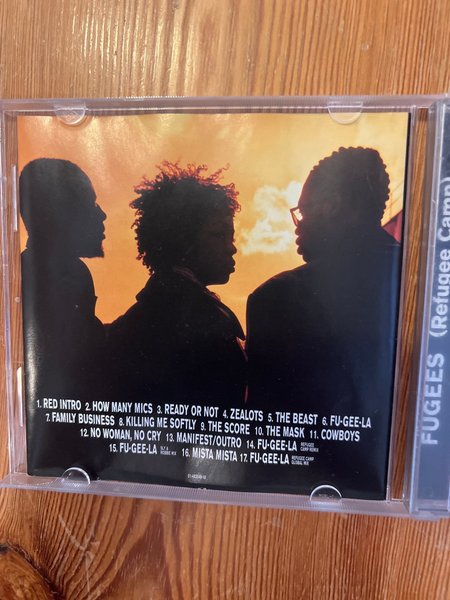 1. RED INTRO 2. HOW MANY MICS 3. READY OR NOT 4. ZEALOTS 5. THE BEAST 6. FU-GEE-LA
7. FAMILY BUSINESS 8. KILLING ME SOFTLY 9. THE SCORE 10. THE MASK 11. COWBOYS
12. NO WOMAN, NO CRY 13. MANIFEST/OUTRO 14. FU-GEE-LA REFUGEE CAMP REMIX
15. FU-GEE-LA SLY & ROBBIE MIX 16. MISTA MISTA 17. FU-GEE-LA REFUGEE CAMP GLOBAL MIX
FUGEES (Refugee Camp)